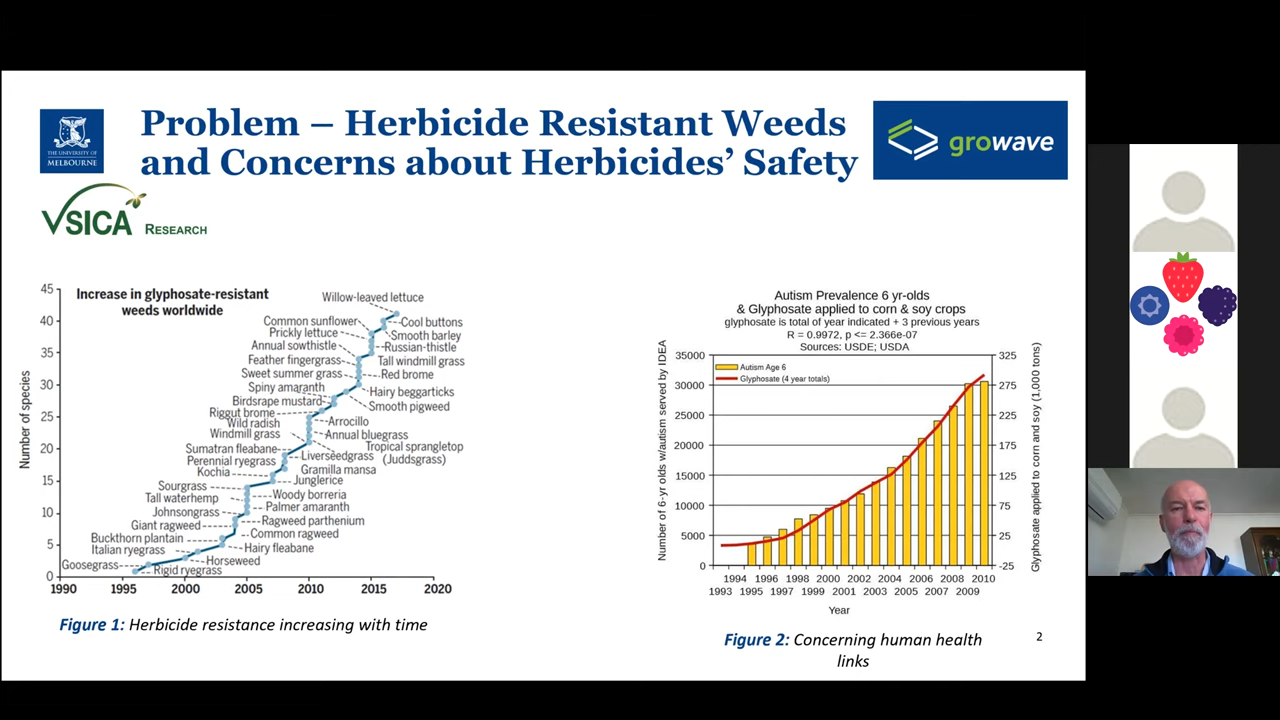 THE UNIVERSITY OF
MELBOURNE
Problem – Herbicide Resistant Weeds
and Concerns about Herbicides' Safety
growave
VSICA RESEARCH
Increase in glyphosate-resistant
weeds worldwide
Number of species
45
40
35
30
25
20
15
10
5
0
Willow-leaved lettuce
Common sunflower
Cool buttons
Prickly lettuce
Smooth barley
Annual sowthistle
Russian-thistle
Feather fingergrass
Tall windmill grass
Sweet summer grass
Red brome
Spiny amaranth
Hairy beggarticks
Birdsrape mustard
Smooth pigweed
Riggut brome
Wild radish
Arrocillo
Windmill grass
Annual bluegrass
Sumatran fleabane
Tropical sprangletop
(Juddsgrass)
Liverseedgrass
Perennial ryegrass
Gramilla mansa
Kochia
Junglerice
Sourgrass
Woody borreria
Tall waterhemp
Palmer amaranth
Johnsongrass
Ragweed parthenium
Giant ragweed
Common ragweed
Buckthorn plantain
Hairy fleabane
Italian ryegrass
Horseweed
Goosegrass
Rigid ryegrass
1990 1995 2000 2005 2010 2015 2020
Figure 1: Herbicide resistance increasing with time
Autism Prevalence 6 yr-olds
& Glyphosate applied to corn & soy crops
glyphosate is total of year indicated + 3 previous years
R = 0.9972, p <= 2.366e-07
Sources: USDE; USDA
Number of 6-yr olds w/autism served by IDEA
35000
30000
25000
20000
15000
10000
5000
0
Autism Age 6
Glyphosate (4 year totals)
325
275
225
175
125
75
25
-25
Glyphosate applied to corn and soy (1,000 tons)
1994 1996 1998 2000 2002 2004 2006 2008 2010
1993 1995 1997 1999 2001 2003 2005 2007 2009
Year
Figure 2: Concerning human health
links
2